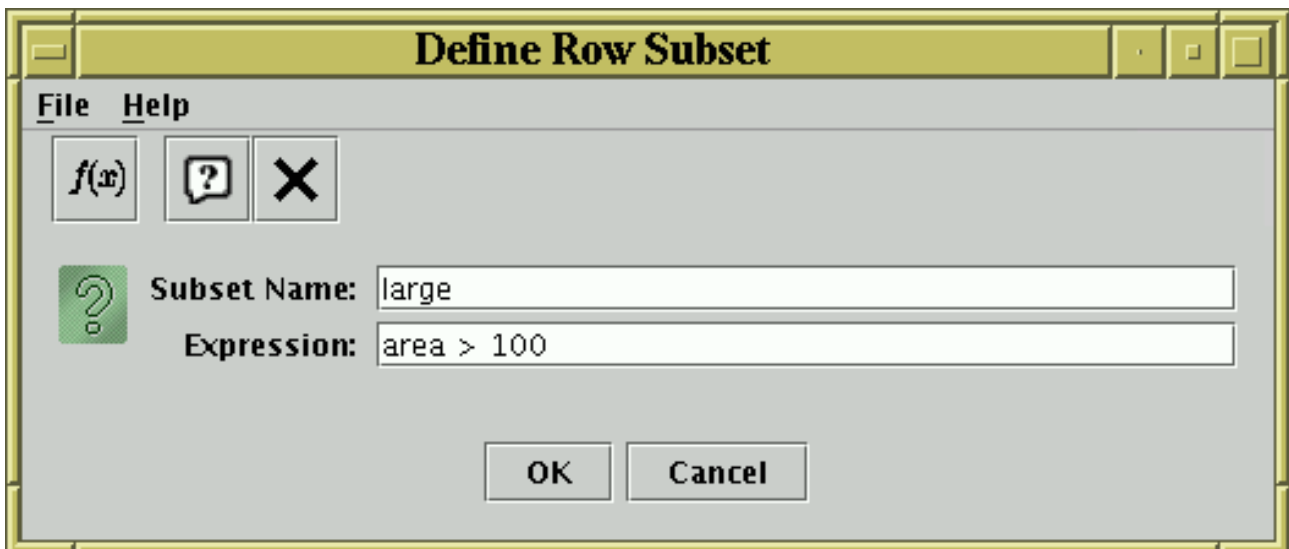 Define Row Subset
File Help
f(x) ?
Subset Name: large
Expression: area > 100
OK Cancel